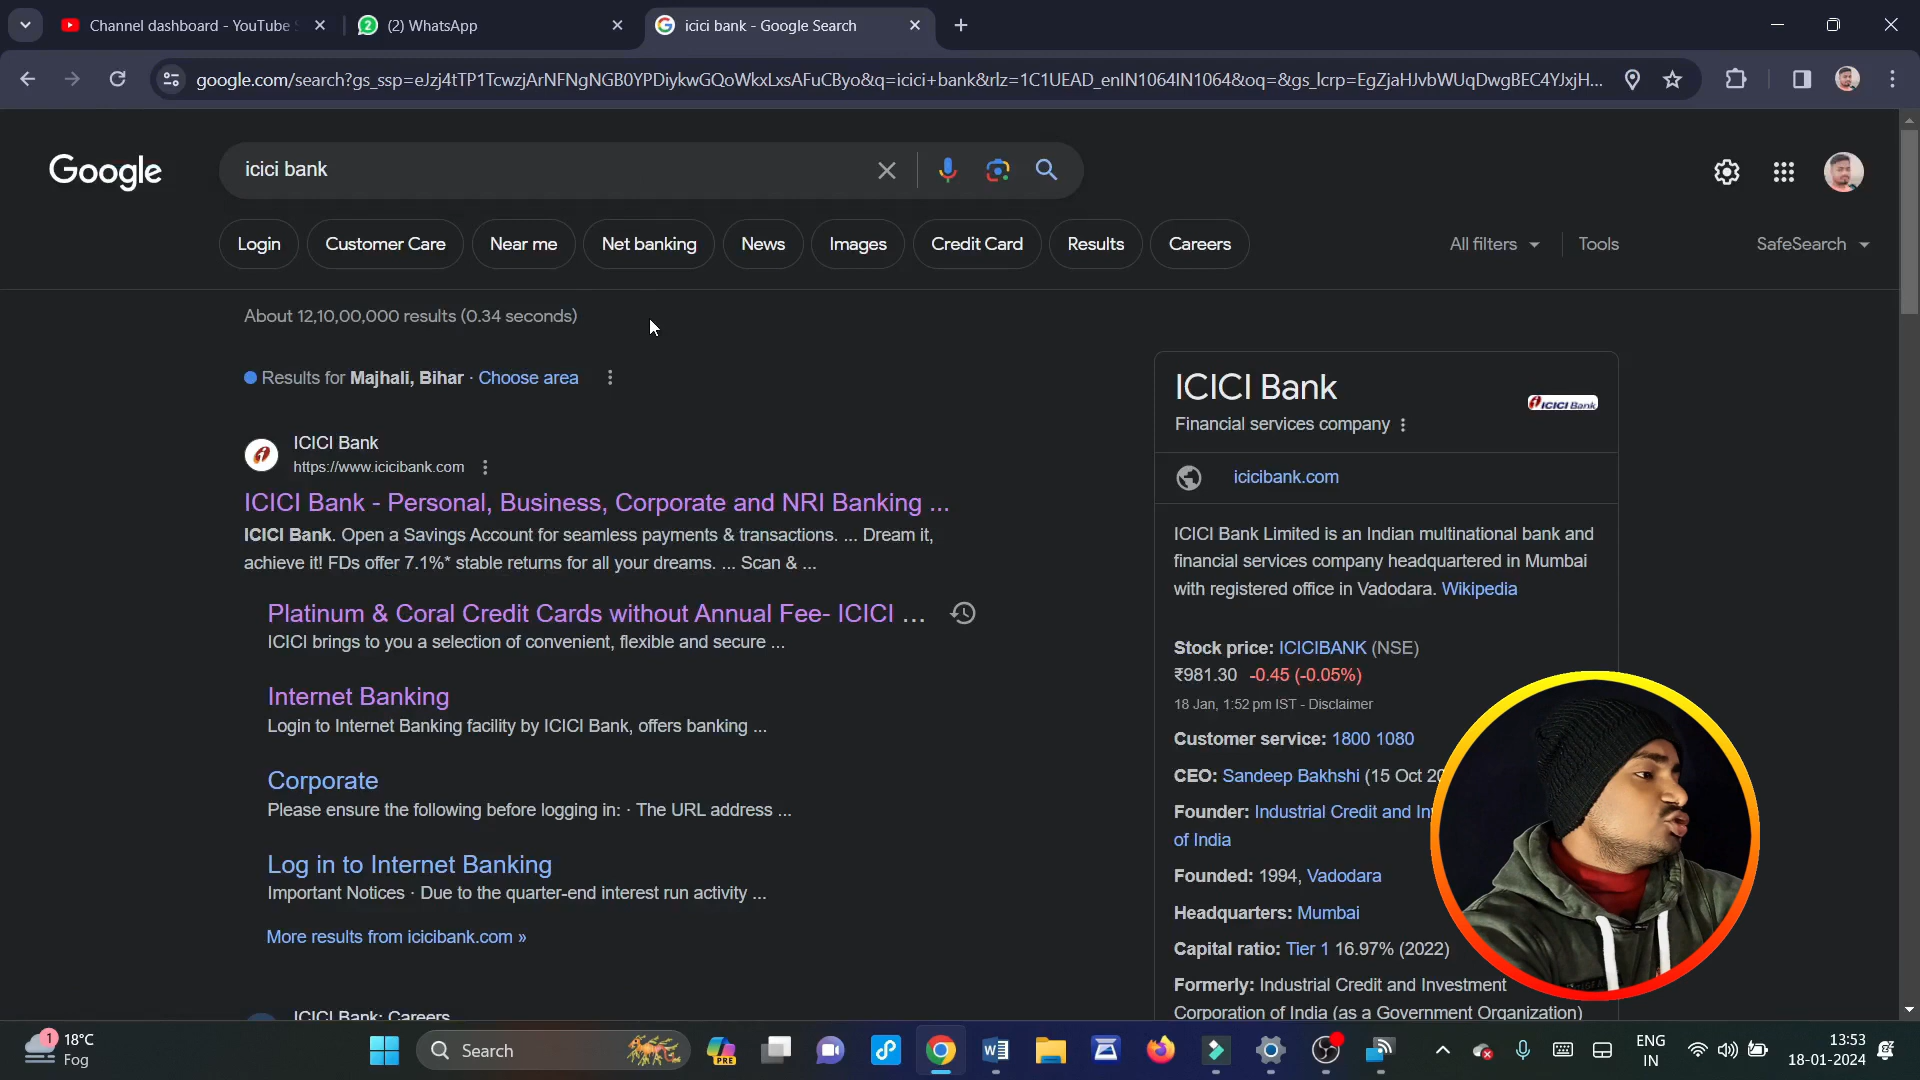 Channel dashboard - YouTube
(2) WhatsApp
icici bank - Google Search
google.com/search?gs_ssp=eJzj4tTP1TcwzjArNFNgNGB0YPDiykwGQoWkxLxsAFuCByo&q=icici+bank&rlz=1C1UEAD_enIN1064IN1064&oq=&gs_lcrp=EgZjaHJvbWUqDwgBEC4YJxjH...
Google
icici bank
Login
Customer Care
Near me
Net banking
News
Images
Credit Card
Results
Careers
All filters
Tools
SafeSearch
About 12,10,00,000 results (0.34 seconds)
Results for Majhali, Bihar · Choose area
ICICI Bank
https://www.icicibank.com
ICICI Bank - Personal, Business, Corporate and NRI Banking ...
ICICI Bank. Open a Savings Account for seamless payments & transactions. ... Dream it,
achieve it! FDs offer 7.1%* stable returns for all your dreams. ... Scan & ...
Platinum & Coral Credit Cards without Annual Fee- ICICI ...
ICICI brings to you a selection of convenient, flexible and secure ...
Internet Banking
Login to Internet Banking facility by ICICI Bank, offers banking ...
Corporate
Please ensure the following before logging in: · The URL address ...
Log in to Internet Banking
Important Notices · Due to the quarter-end interest run activity ...
More results from icicibank.com »
ICICI Bank: Careers
ICICI Bank
Financial services company
ICICI Bank
icicibank.com
ICICI Bank Limited is an Indian multinational bank and
financial services company headquartered in Mumbai
with registered office in Vadodara. Wikipedia
Stock price: ICICIBANK (NSE)
₹981.30 -0.45 (-0.05%)
18 Jan, 1:52 pm IST - Disclaimer
Customer service: 1800 1080
CEO: Sandeep Bakhshi (15 Oct 20
Founder: Industrial Credit and In
of India
Founded: 1994, Vadodara
Headquarters: Mumbai
Capital ratio: Tier 1 16.97% (2022)
Formerly: Industrial Credit and Investment
Corporation of India (as a Government Organization)
1
18°C
Fog
Search
PRE
ENG
IN
13:53
18-01-2024